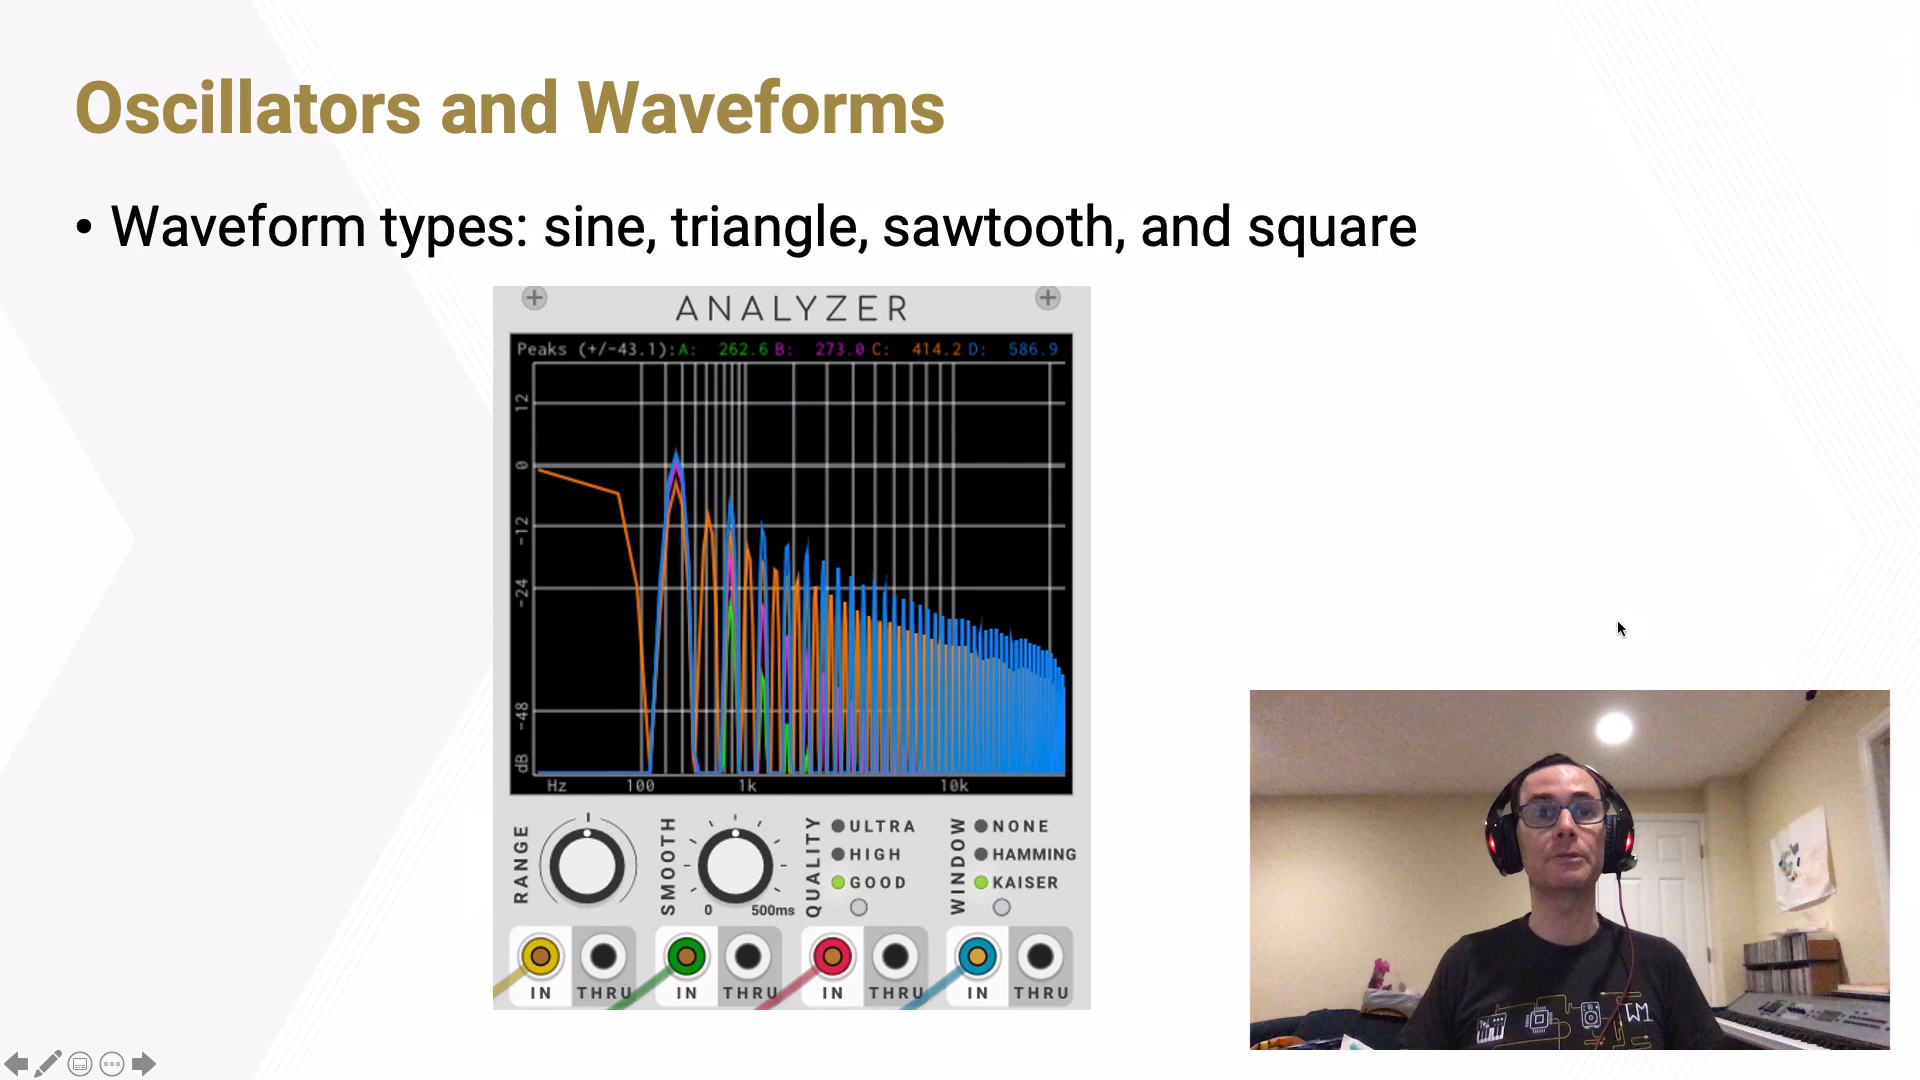 Oscillators and Waveforms
• Waveform types: sine, triangle, sawtooth, and square
ANALYZER
Peaks (+/-43.1): A: 262.6 B: 273.0 C: 414.2 D: 586.9
12
0
-12
-24
-48
dB
Hz 100 1k 10k
RANGE
SMOOTH
0 500ms
QUALITY
ULTRA
HIGH
GOOD
WINDOW
NONE
HAMMING
KAISER
IN THRU IN THRU IN THRU IN THRU